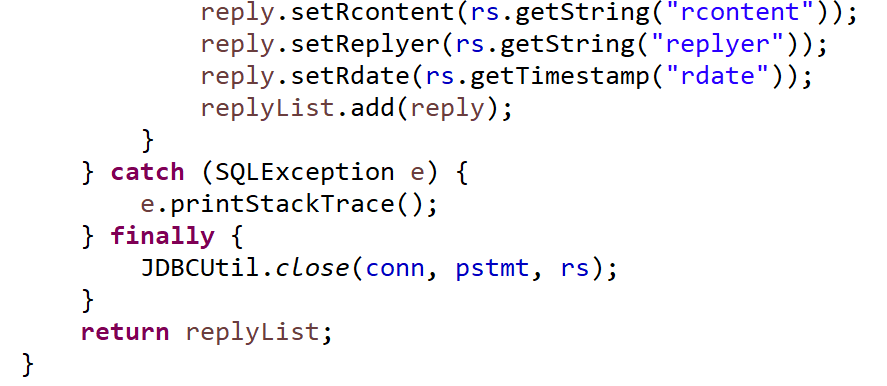 reply.setRcontent(rs.getString("rcontent"));
            reply.setReplyer(rs.getString("replyer"));
            reply.setRdate(rs.getTimestamp("rdate"));
            replyList.add(reply);
        }
    } catch (SQLException e) {
        e.printStackTrace();
    } finally {
        JDBCUtil.close(conn, pstmt, rs);
    }
    return replyList;
}